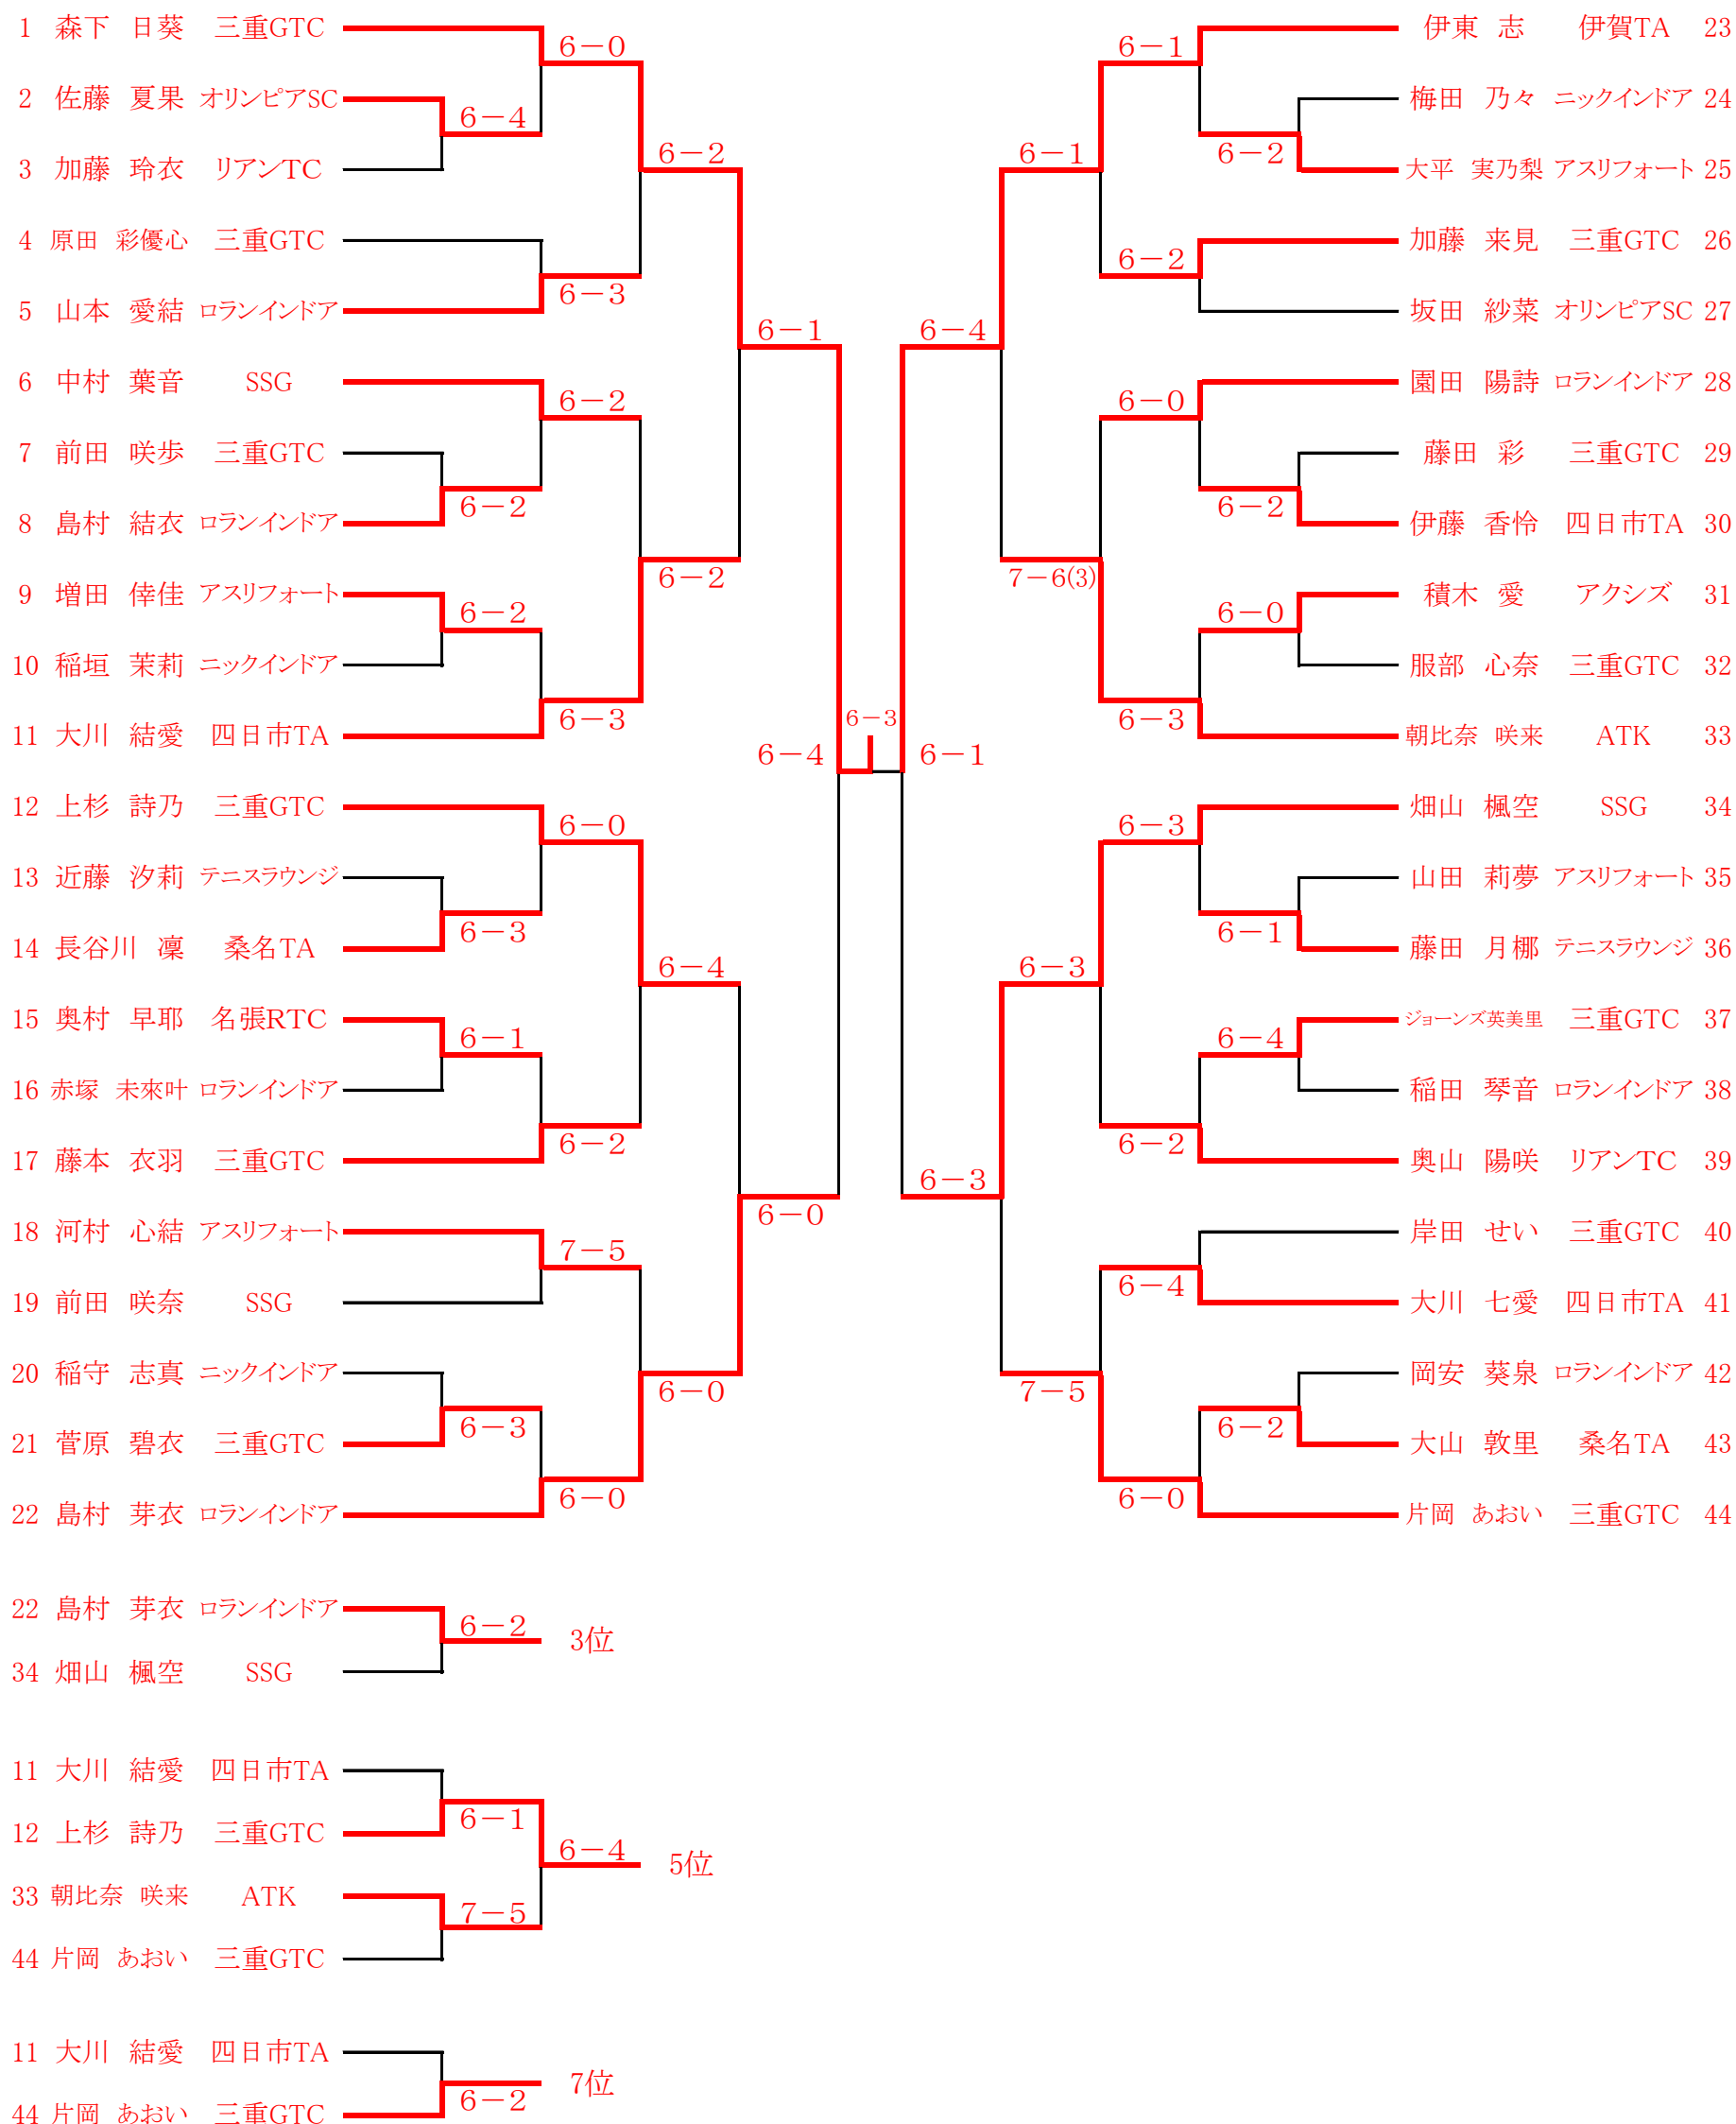 1 森下 日葵 三重GTC
6－0
2 佐藤 夏果 オリンピアSC
6－4
3 加藤 玲衣 リアンTC
6－2
4 原田 彩優心 三重GTC
6－3
5 山本 愛結 ロランインドア
6－1
6 中村 葉音 SSG
6－2
7 前田 咲歩 三重GTC
6－2
8 島村 結衣 ロランインドア
6－2
9 増田 倖佳 アスリフォート
6－2
10 稲垣 茉莉 ニックインドア
6－3
11 大川 結愛 四日市TA
6－4
12 上杉 詩乃 三重GTC
6－0
13 近藤 汐莉 テニスラウンジ
6－3
14 長谷川 凜 桑名TA
6－4
15 奥村 早耶 名張RTC
6－1
16 赤塚 未來叶 ロランインドア
6－2
17 藤本 衣羽 三重GTC
6－0
18 河村 心結 アスリフォート
7－5
19 前田 咲奈 SSG
20 稲守 志真 ニックインドア
6－0
6－3
21 菅原 碧衣 三重GTC
6－0
22 島村 芽衣 ロランインドア
6－3
伊東 志 伊賀TA 23
6－1
梅田 乃々 ニックインドア 24
6－2
大平 実乃梨 アスリフォート 25
6－1
加藤 来見 三重GTC 26
6－2
坂田 紗菜 オリンピアSC 27
6－4
園田 陽詩 ロランインドア 28
6－0
藤田 彩 三重GTC 29
6－2
伊藤 香怜 四日市TA 30
7－6(3)
積木 愛 アクシズ 31
6－0
服部 心奈 三重GTC 32
6－3
朝比奈 咲来 ATK 33
6－1
畑山 楓空 SSG 34
6－3
山田 莉夢 アスリフォート 35
6－1
藤田 月梛 テニスラウンジ 36
6－3
ジョーンズ英美里 三重GTC 37
6－4
稲田 琴音 ロランインドア 38
6－2
奥山 陽咲 リアンTC 39
6－3
岸田 せい 三重GTC 40
6－4
大川 七愛 四日市TA 41
岡安 葵泉 ロランインドア 42
7－5
6－2
大山 敦里 桑名TA 43
6－0
片岡 あおい 三重GTC 44
22 島村 芽衣 ロランインドア
6－2
3位
34 畑山 楓空 SSG
11 大川 結愛 四日市TA
6－1
12 上杉 詩乃 三重GTC
6－4
5位
33 朝比奈 咲来 ATK
7－5
44 片岡 あおい 三重GTC
11 大川 結愛 四日市TA
6－2
7位
44 片岡 あおい 三重GTC